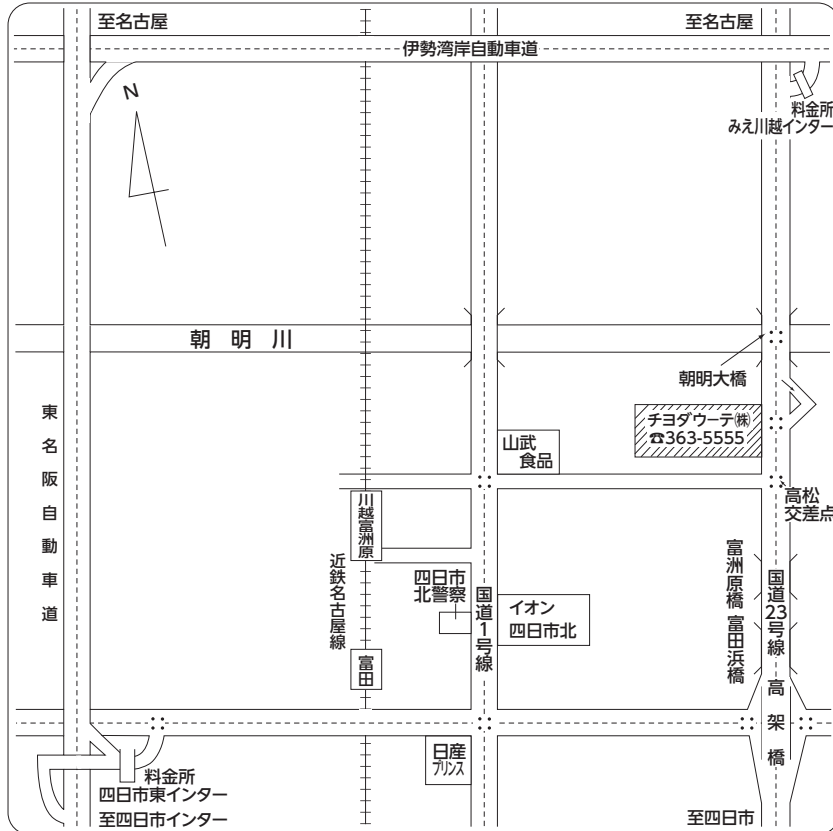 至名古屋
至名古屋
伊勢湾岸自動車道
N
料金所
みえ川越インター
朝明川
朝明大橋
東名阪自動車道
チヨダウーテ㈱
☎363-5555
山武
食品
高松
交差点
川越富洲原
近鉄名古屋線
四日市
北警察
国道1号線
イオン
四日市北
富洲原橋
富田浜橋
国道23号線
高架橋
富田
日産
プリンス
料金所
四日市東インター
至四日市インター
至四日市